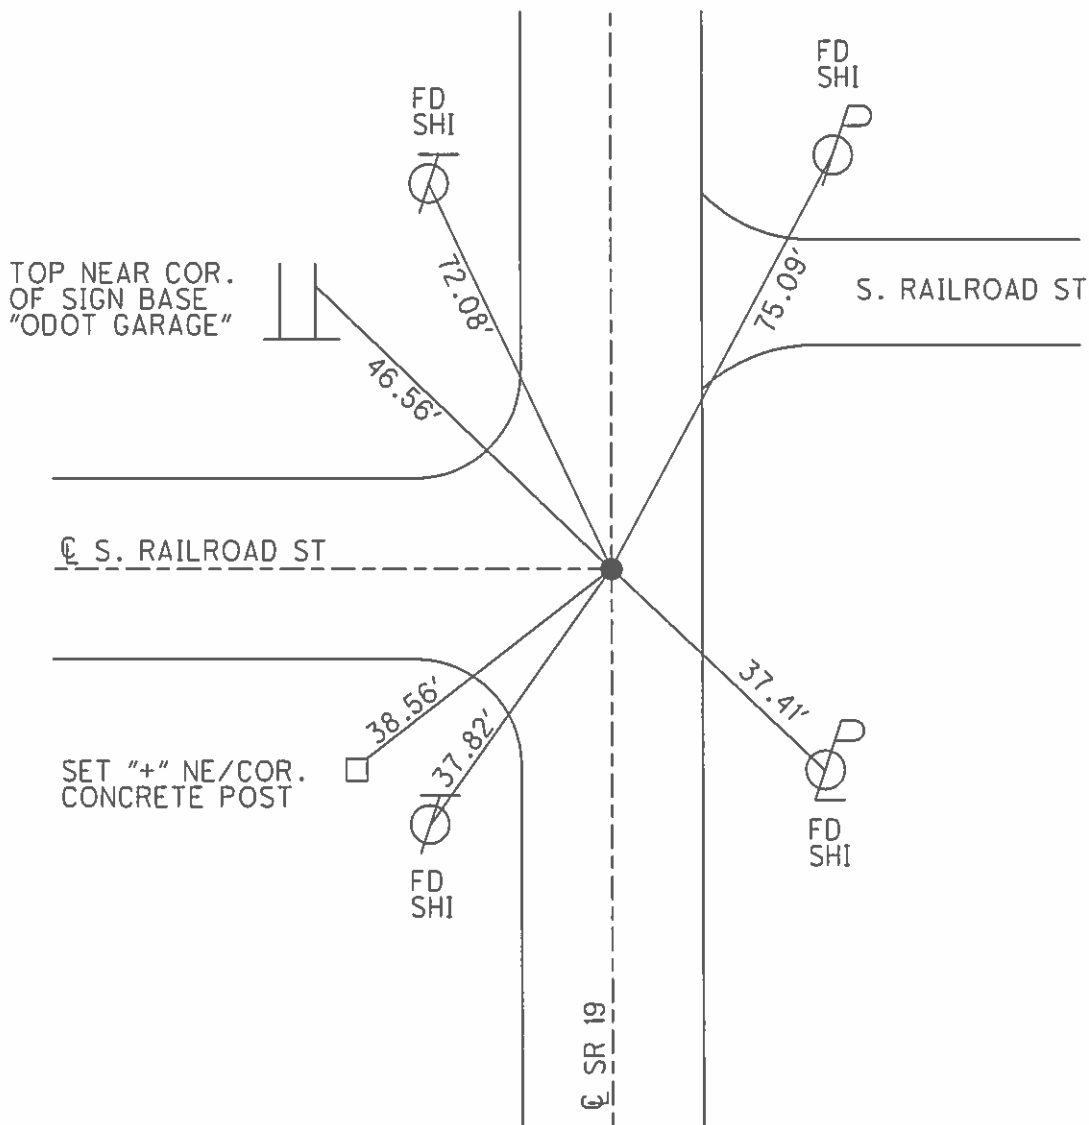 FD
SHI
FD
SHI
TOP NEAR COR.
OF SIGN BASE
"ODOT GARAGE"
72.08'
75.09'
S. RAILROAD ST
46.56'
℄ S. RAILROAD ST
38.56'
37.82'
37.41'
SET "+" NE/COR.
CONCRETE POST
FD
SHI
FD
SHI
℄ SR 19